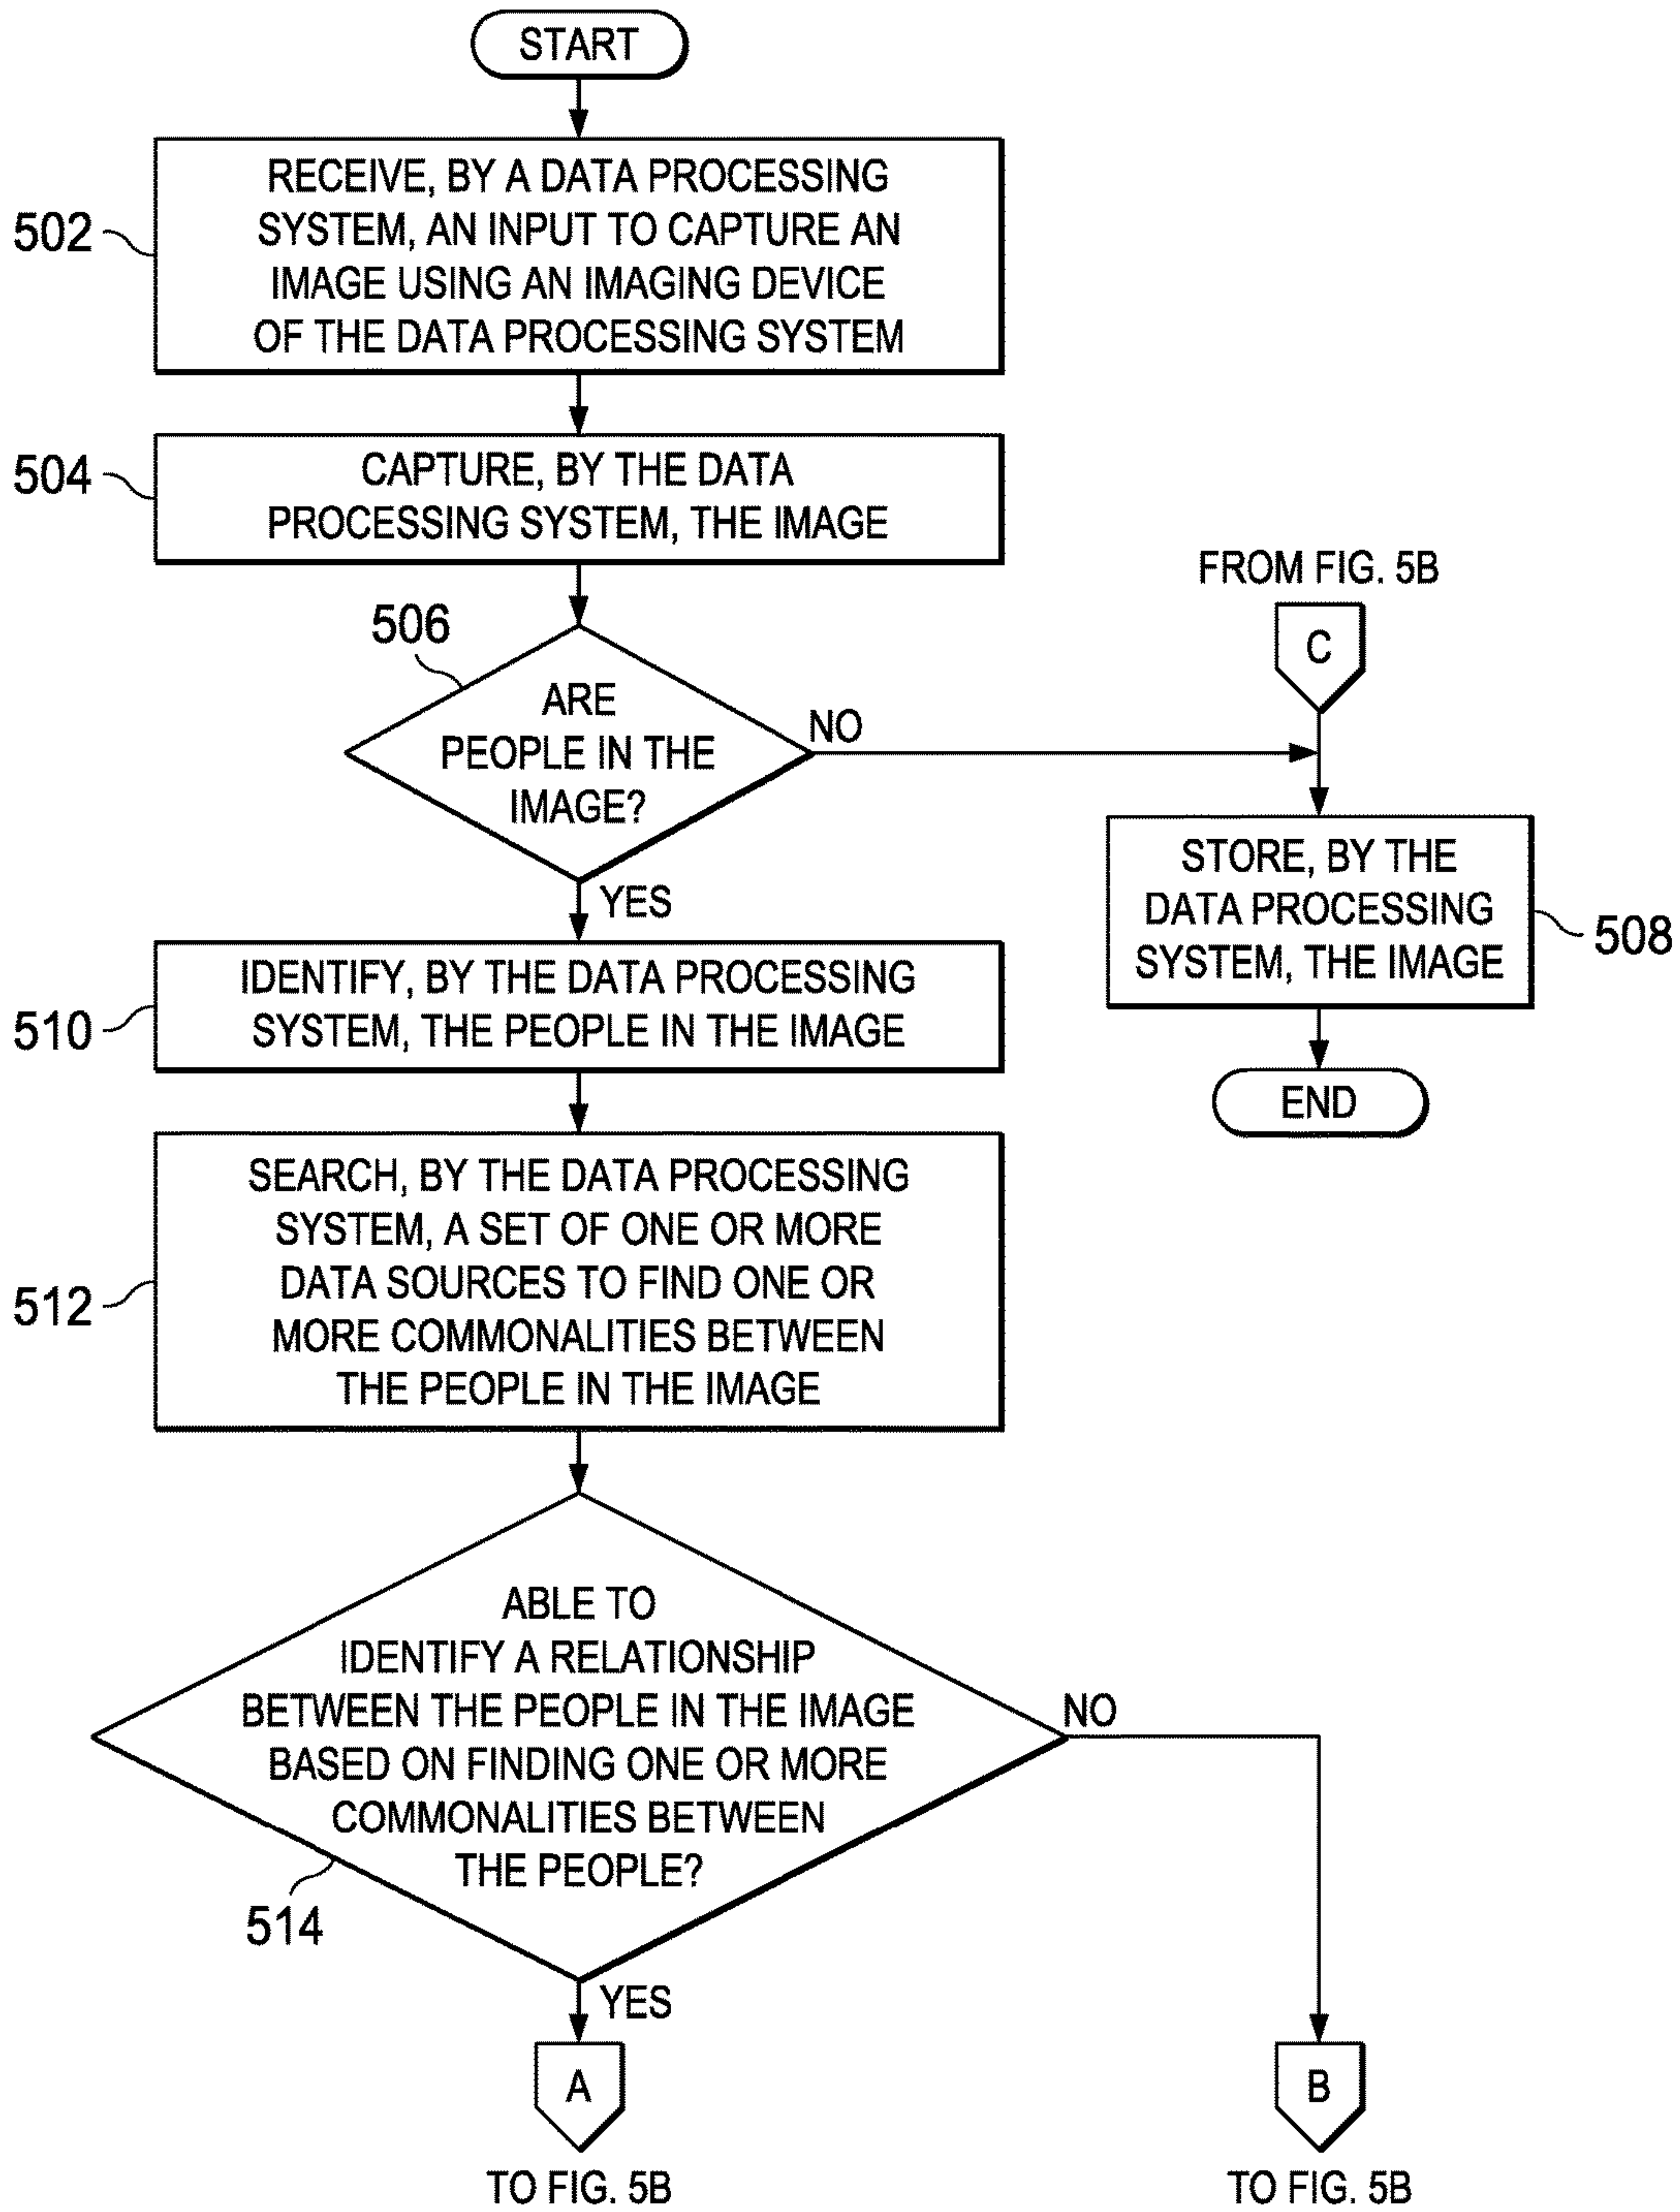 START
RECEIVE, BY A DATA PROCESSING
SYSTEM, AN INPUT TO CAPTURE AN
IMAGE USING AN IMAGING DEVICE
OF THE DATA PROCESSING SYSTEM
502
CAPTURE, BY THE DATA
PROCESSING SYSTEM, THE IMAGE
504
FROM FIG. 5B
C
506
ARE
PEOPLE IN THE
IMAGE?
NO
YES
STORE, BY THE
DATA PROCESSING
SYSTEM, THE IMAGE
508
END
IDENTIFY, BY THE DATA PROCESSING
SYSTEM, THE PEOPLE IN THE IMAGE
510
SEARCH, BY THE DATA PROCESSING
SYSTEM, A SET OF ONE OR MORE
DATA SOURCES TO FIND ONE OR
MORE COMMONALITIES BETWEEN
THE PEOPLE IN THE IMAGE
512
ABLE TO
IDENTIFY A RELATIONSHIP
BETWEEN THE PEOPLE IN THE IMAGE
BASED ON FINDING ONE OR MORE
COMMONALITIES BETWEEN
THE PEOPLE?
514
NO
YES
A
TO FIG. 5B
B
TO FIG. 5B